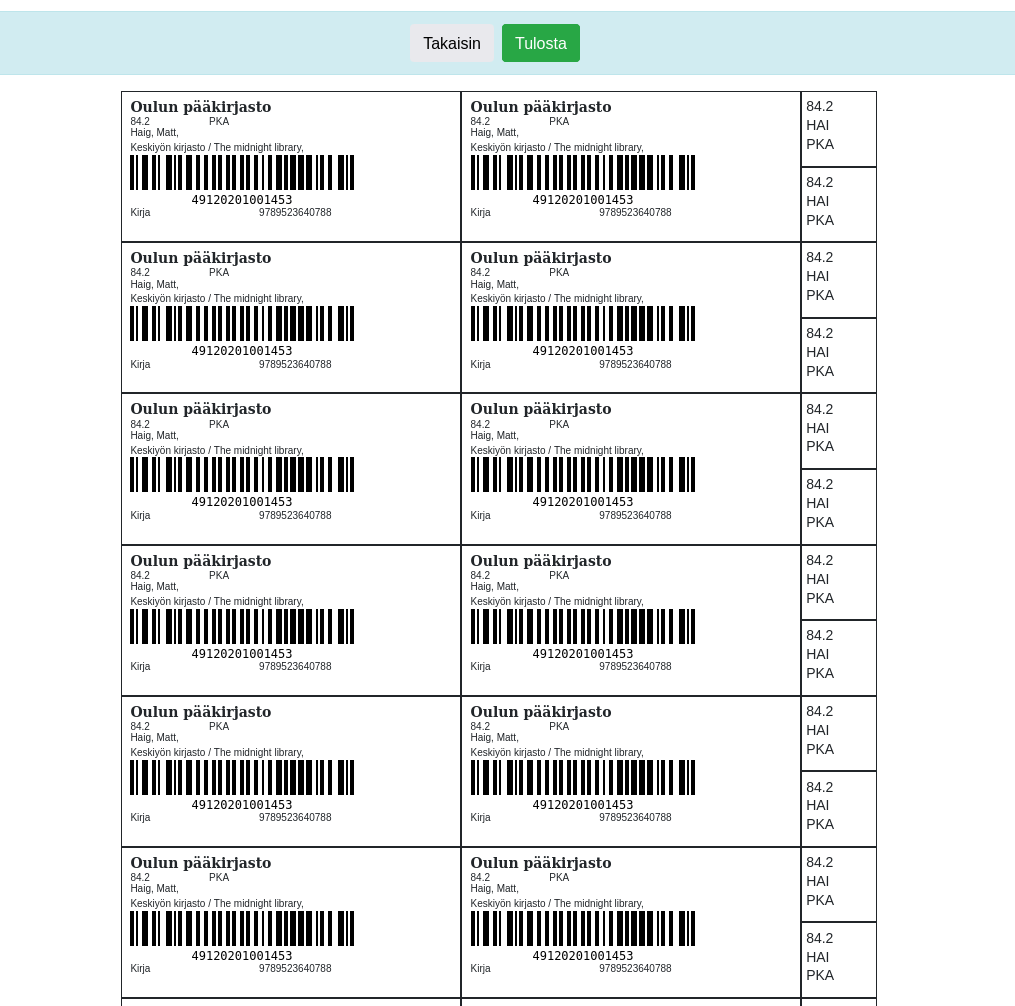 Takaisin Tulosta
Oulun pääkirjasto Oulun pääkirjasto 84.2
84.2 PKA 84.2 PKA HAI
Haig, Matt, Haig, Matt, PKA
Keskiyön kirjasto / The midnight library, Keskiyön kirjasto / The midnight library,
84.2
49120201001453 49120201001453 HAI
Kirja 9789523640788 Kirja 9789523640788 PKA
Oulun pääkirjasto Oulun pääkirjasto 84.2
84.2 PKA 84.2 PKA HAI
Haig, Matt, Haig, Matt, PKA
Keskiyön kirjasto / The midnight library, Keskiyön kirjasto / The midnight library,
84.2
49120201001453 49120201001453 HAI
Kirja 9789523640788 Kirja 9789523640788 PKA
Oulun pääkirjasto Oulun pääkirjasto 84.2
84.2 PKA 84.2 PKA HAI
Haig, Matt, Haig, Matt, PKA
Keskiyön kirjasto / The midnight library, Keskiyön kirjasto / The midnight library,
84.2
49120201001453 49120201001453 HAI
Kirja 9789523640788 Kirja 9789523640788 PKA
Oulun pääkirjasto Oulun pääkirjasto 84.2
84.2 PKA 84.2 PKA HAI
Haig, Matt, Haig, Matt, PKA
Keskiyön kirjasto / The midnight library, Keskiyön kirjasto / The midnight library,
84.2
49120201001453 49120201001453 HAI
Kirja 9789523640788 Kirja 9789523640788 PKA
Oulun pääkirjasto Oulun pääkirjasto 84.2
84.2 PKA 84.2 PKA HAI
Haig, Matt, Haig, Matt, PKA
Keskiyön kirjasto / The midnight library, Keskiyön kirjasto / The midnight library,
84.2
49120201001453 49120201001453 HAI
Kirja 9789523640788 Kirja 9789523640788 PKA
Oulun pääkirjasto Oulun pääkirjasto 84.2
84.2 PKA 84.2 PKA HAI
Haig, Matt, Haig, Matt, PKA
Keskiyön kirjasto / The midnight library, Keskiyön kirjasto / The midnight library,
84.2
49120201001453 49120201001453 HAI
Kirja 9789523640788 Kirja 9789523640788 PKA